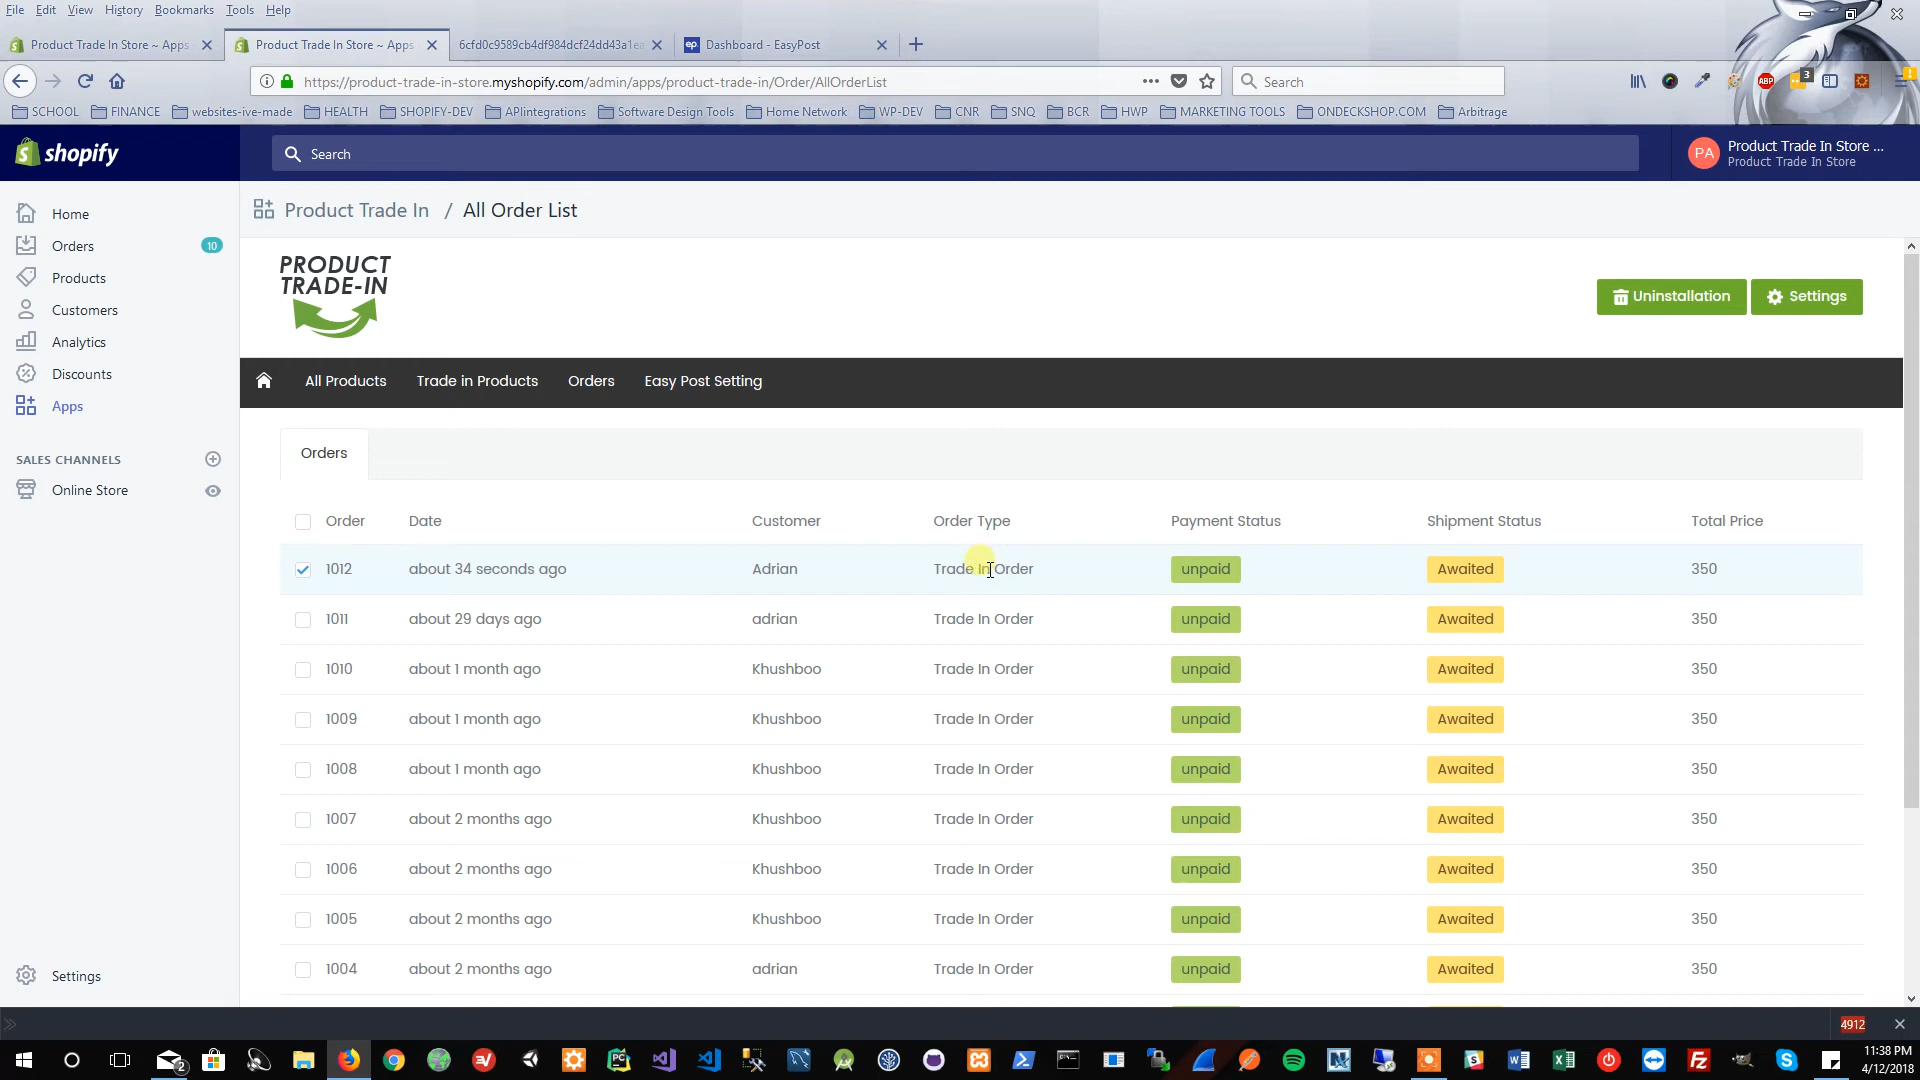 File Edit View History Bookmarks Tools Help
Product Trade In Store ~ Apps
Product Trade In Store ~ Apps
6cfd0c9589cb4df984dcf24dd43a1ea
Dashboard - EasyPost
https://product-trade-in-store.myshopify.com/admin/apps/product-trade-in/Order/AllOrderList
Search
ABP
3
SCHOOL FINANCE websites-ive-made HEALTH SHOPIFY-DEV APIintegrations Software Design Tools Home Network WP-DEV CNR SNQ BCR HWP MARKETING TOOLS ONDECKSHOP.COM Arbitrage
shopify
Search
PA
Product Trade In Store ...
Product Trade In Store
Home
Orders 10
Products
Customers
Analytics
Discounts
Apps
SALES CHANNELS
Online Store
Settings
Product Trade In / All Order List
PRODUCT
TRADE-IN
Uninstallation
Settings
All Products Trade in Products Orders Easy Post Setting
Orders
Order Date Customer Order Type Payment Status Shipment Status Total Price
1012 about 34 seconds ago Adrian Trade In Order unpaid Awaited 350
1011 about 29 days ago adrian Trade In Order unpaid Awaited 350
1010 about 1 month ago Khushboo Trade In Order unpaid Awaited 350
1009 about 1 month ago Khushboo Trade In Order unpaid Awaited 350
1008 about 1 month ago Khushboo Trade In Order unpaid Awaited 350
1007 about 2 months ago Khushboo Trade In Order unpaid Awaited 350
1006 about 2 months ago Khushboo Trade In Order unpaid Awaited 350
1005 about 2 months ago Khushboo Trade In Order unpaid Awaited 350
1004 about 2 months ago adrian Trade In Order unpaid Awaited 350
4912
2
11:38 PM
4/12/2018